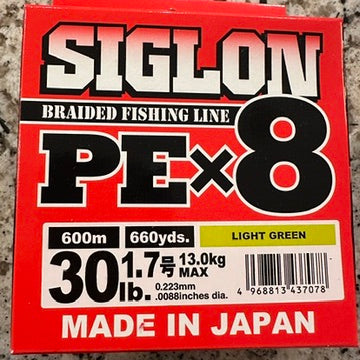 SIGLON
BRAIDED FISHING LINE
PE×8
600m 660yds. LIGHT GREEN
30lb. 1.7号 13.0kg MAX
0.223mm
.0088inches dia.
4 968813 437078
MADE IN JAPAN